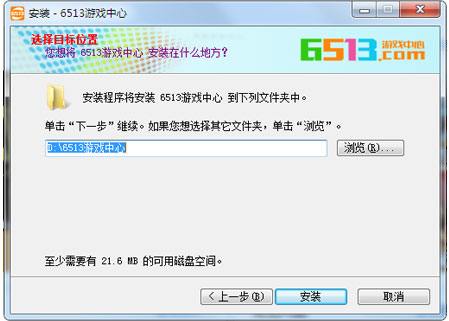 安装 - 6513游戏中心
选择目标位置
您想将 6513游戏中心 安装在什么地方?
6513游戏中心
.com
安装程序将安装 6513游戏中心 到下列文件夹中。
单击“下一步”继续。如果您想选择其它文件夹，单击“浏览”。
D:\6513游戏中心
浏览(R)...
至少需要有 21.6 MB 的可用磁盘空间。
< 上一步(B)
安装
取消